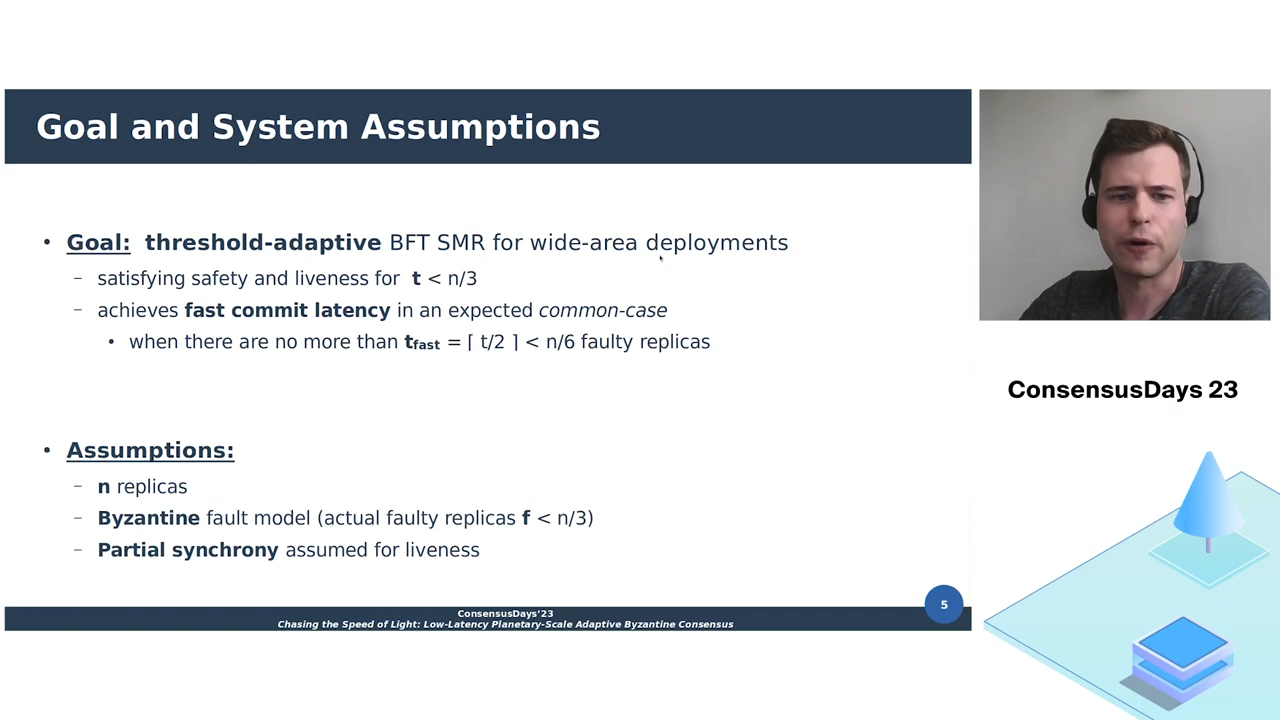 Goal and System Assumptions
• Goal: threshold-adaptive BFT SMR for wide-area deployments
– satisfying safety and liveness for t < n/3
– achieves fast commit latency in an expected common-case
• when there are no more than tfast = ⌈ t/2 ⌉ < n/6 faulty replicas
• Assumptions:
– n replicas
– Byzantine fault model (actual faulty replicas f < n/3)
– Partial synchrony assumed for liveness
5
ConsensusDays'23
Chasing the Speed of Light: Low-Latency Planetary-Scale Adaptive Byzantine Consensus
ConsensusDays 23